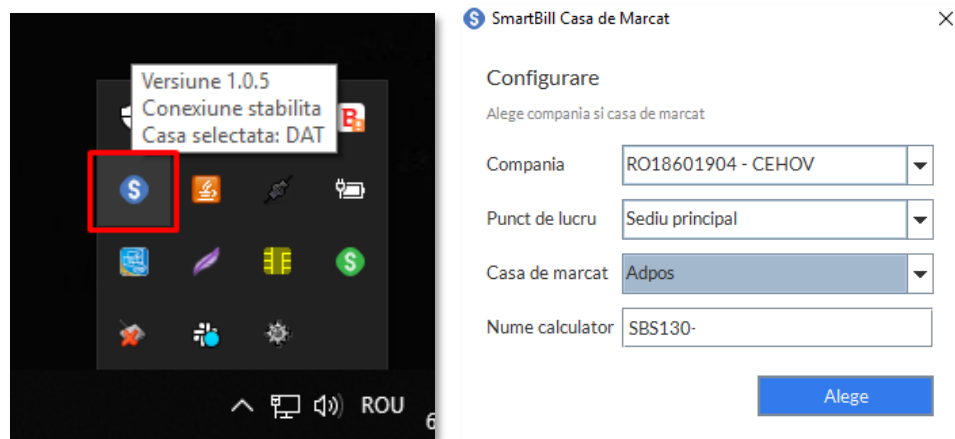 Versiune 1.0.5
Conexiune stabilita
Casa selectata: DAT
B
S
S
ROU
6
S SmartBill Casa de Marcat
Configurare
Alege compania si casa de marcat
Compania RO18601904 - CEHOV
Punct de lucru Sediu principal
Casa de marcat Adpos
Nume calculator SBS130-
Alege